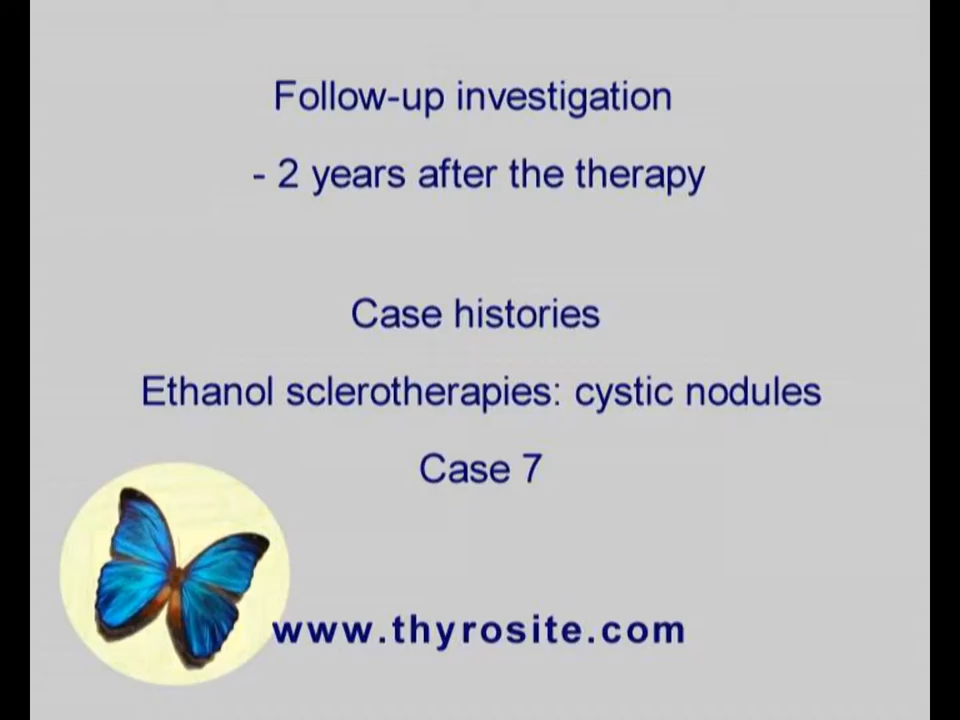 Follow-up investigation
- 2 years after the therapy
Case histories
Ethanol sclerotherapies: cystic nodules
Case 7
www.thyrosite.com